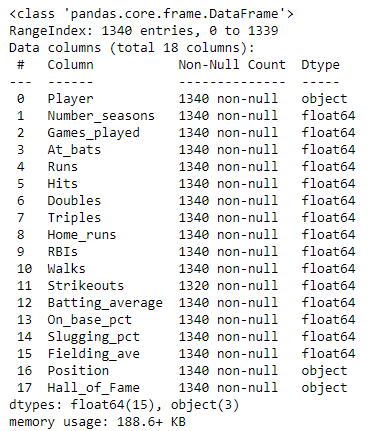 <class 'pandas.core.frame.DataFrame'>
RangeIndex: 1340 entries, 0 to 1339
Data columns (total 18 columns):
 #   Column           Non-Null Count  Dtype
---  ------           --------------  -----
 0   Player           1340 non-null   object
 1   Number_seasons   1340 non-null   float64
 2   Games_played     1340 non-null   float64
 3   At_bats          1340 non-null   float64
 4   Runs             1340 non-null   float64
 5   Hits             1340 non-null   float64
 6   Doubles          1340 non-null   float64
 7   Triples          1340 non-null   float64
 8   Home_runs        1340 non-null   float64
 9   RBIs             1340 non-null   float64
 10  Walks            1340 non-null   float64
 11  Strikeouts       1320 non-null   float64
 12  Batting_average  1340 non-null   float64
 13  On_base_pct      1340 non-null   float64
 14  Slugging_pct     1340 non-null   float64
 15  Fielding_ave     1340 non-null   float64
 16  Position         1340 non-null   object
 17  Hall_of_Fame     1340 non-null   object
dtypes: float64(15), object(3)
memory usage: 188.6+ KB